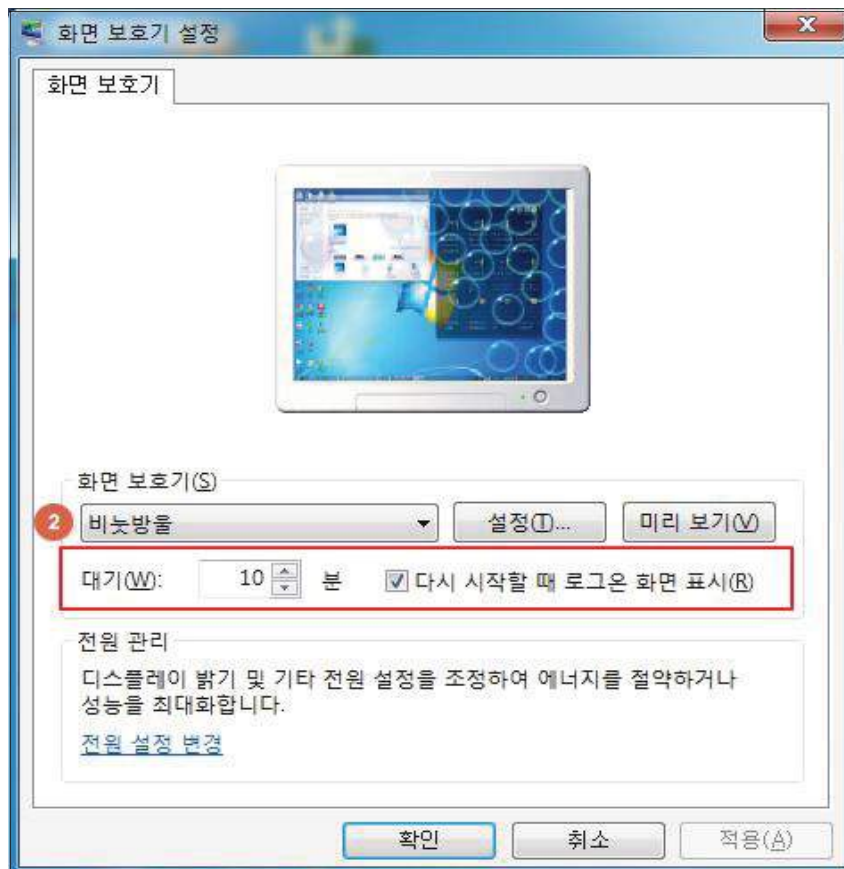 화면 보호기 설정
화면 보호기
화면 보호기(S)
2 비눗방울 설정(T)... 미리 보기(V)
대기(W): 10 분 다시 시작할 때 로그온 화면 표시(R)
전원 관리
디스플레이 밝기 및 기타 전원 설정을 조정하여 에너지를 절약하거나
성능을 최대화합니다.
전원 설정 변경
확인 취소 적용(A)